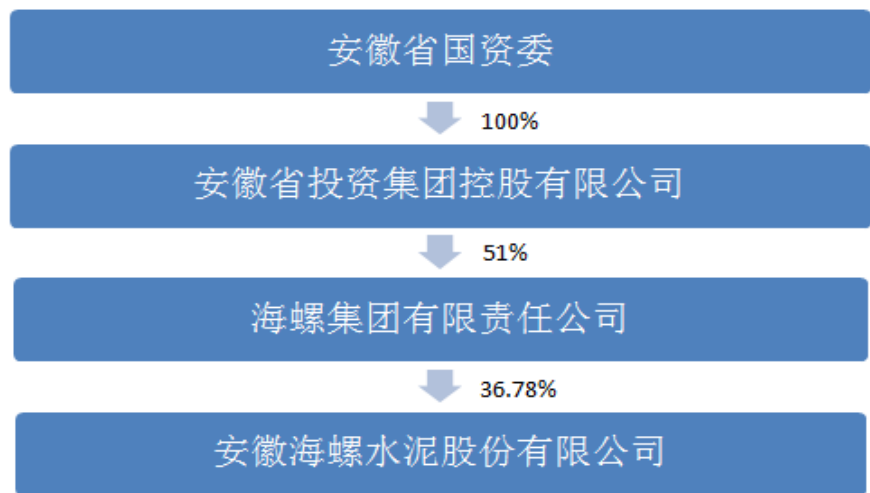 安徽省国资委
100%
安徽省投资集团控股有限公司
51%
海螺集团有限责任公司
36.78%
安徽海螺水泥股份有限公司